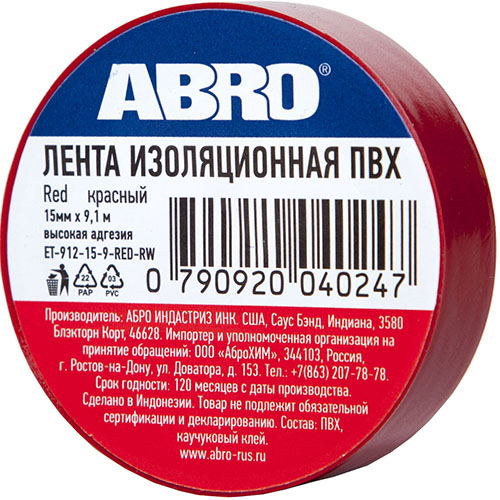 ABRO®
ЛЕНТА ИЗОЛЯЦИОННАЯ ПВХ
Red красный
15мм x 9,1 м
высокая адгезия
ET-912-15-9-RED-RW
22
PAP
03
PVC
0 790920 040247
Производитель: АБРО ИНДАСТРИЗ ИНК. США, Саус Бэнд, Индиана, 3580
Блэкторн Корт, 46628. Импортер и уполномоченная организация на
принятие обращений: ООО «АброХИМ», 344103, Россия,
г. Ростов-на-Дону, ул. Доватора, д. 153. Тел.: +7(863) 207-78-78.
Срок годности: 120 месяцев с даты производства.
Сделано в Индонезии. Товар не подлежит обязательной
сертификации и декларированию. Состав: ПВХ,
каучуковый клей.
www.abro-rus.ru